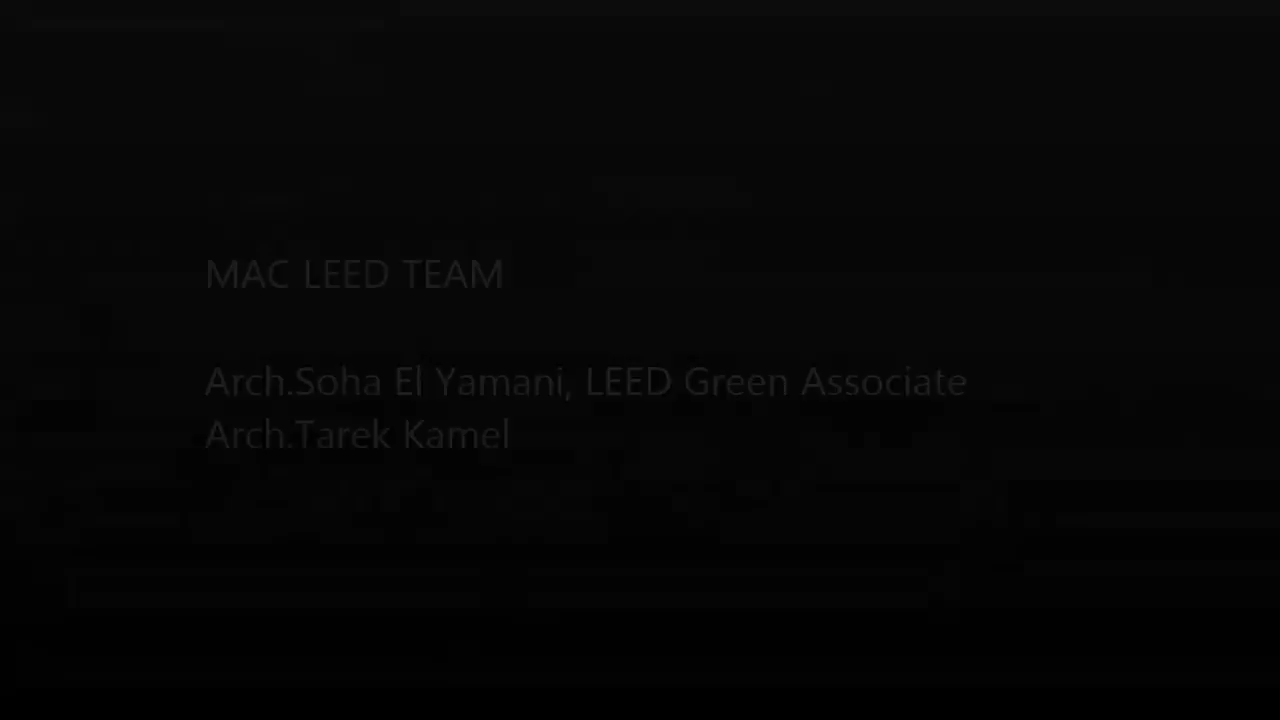 MAC LEED TEAM
Arch.Soha El Yamani, LEED Green Associate
Arch.Tarek Kamel